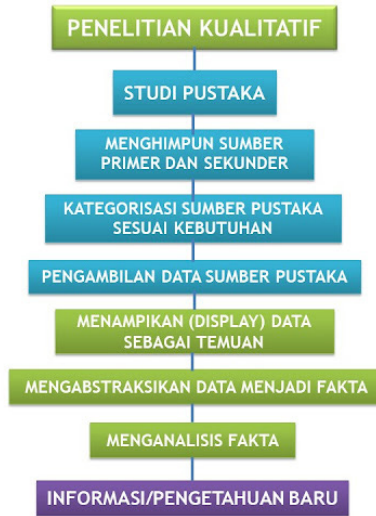 PENELITIAN KUALITATIF
STUDI PUSTAKA
MENGHIMPUN SUMBER
PRIMER DAN SEKUNDER
KATEGORISASI SUMBER PUSTAKA
SESUAI KEBUTUHAN
PENGAMBILAN DATA SUMBER PUSTAKA
MENAMPIKAN (DISPLAY) DATA
SEBAGAI TEMUAN
MENGABSTRAKSIKAN DATA MENJADI FAKTA
MENGANALISIS FAKTA
INFORMASI/PENGETAHUAN BARU